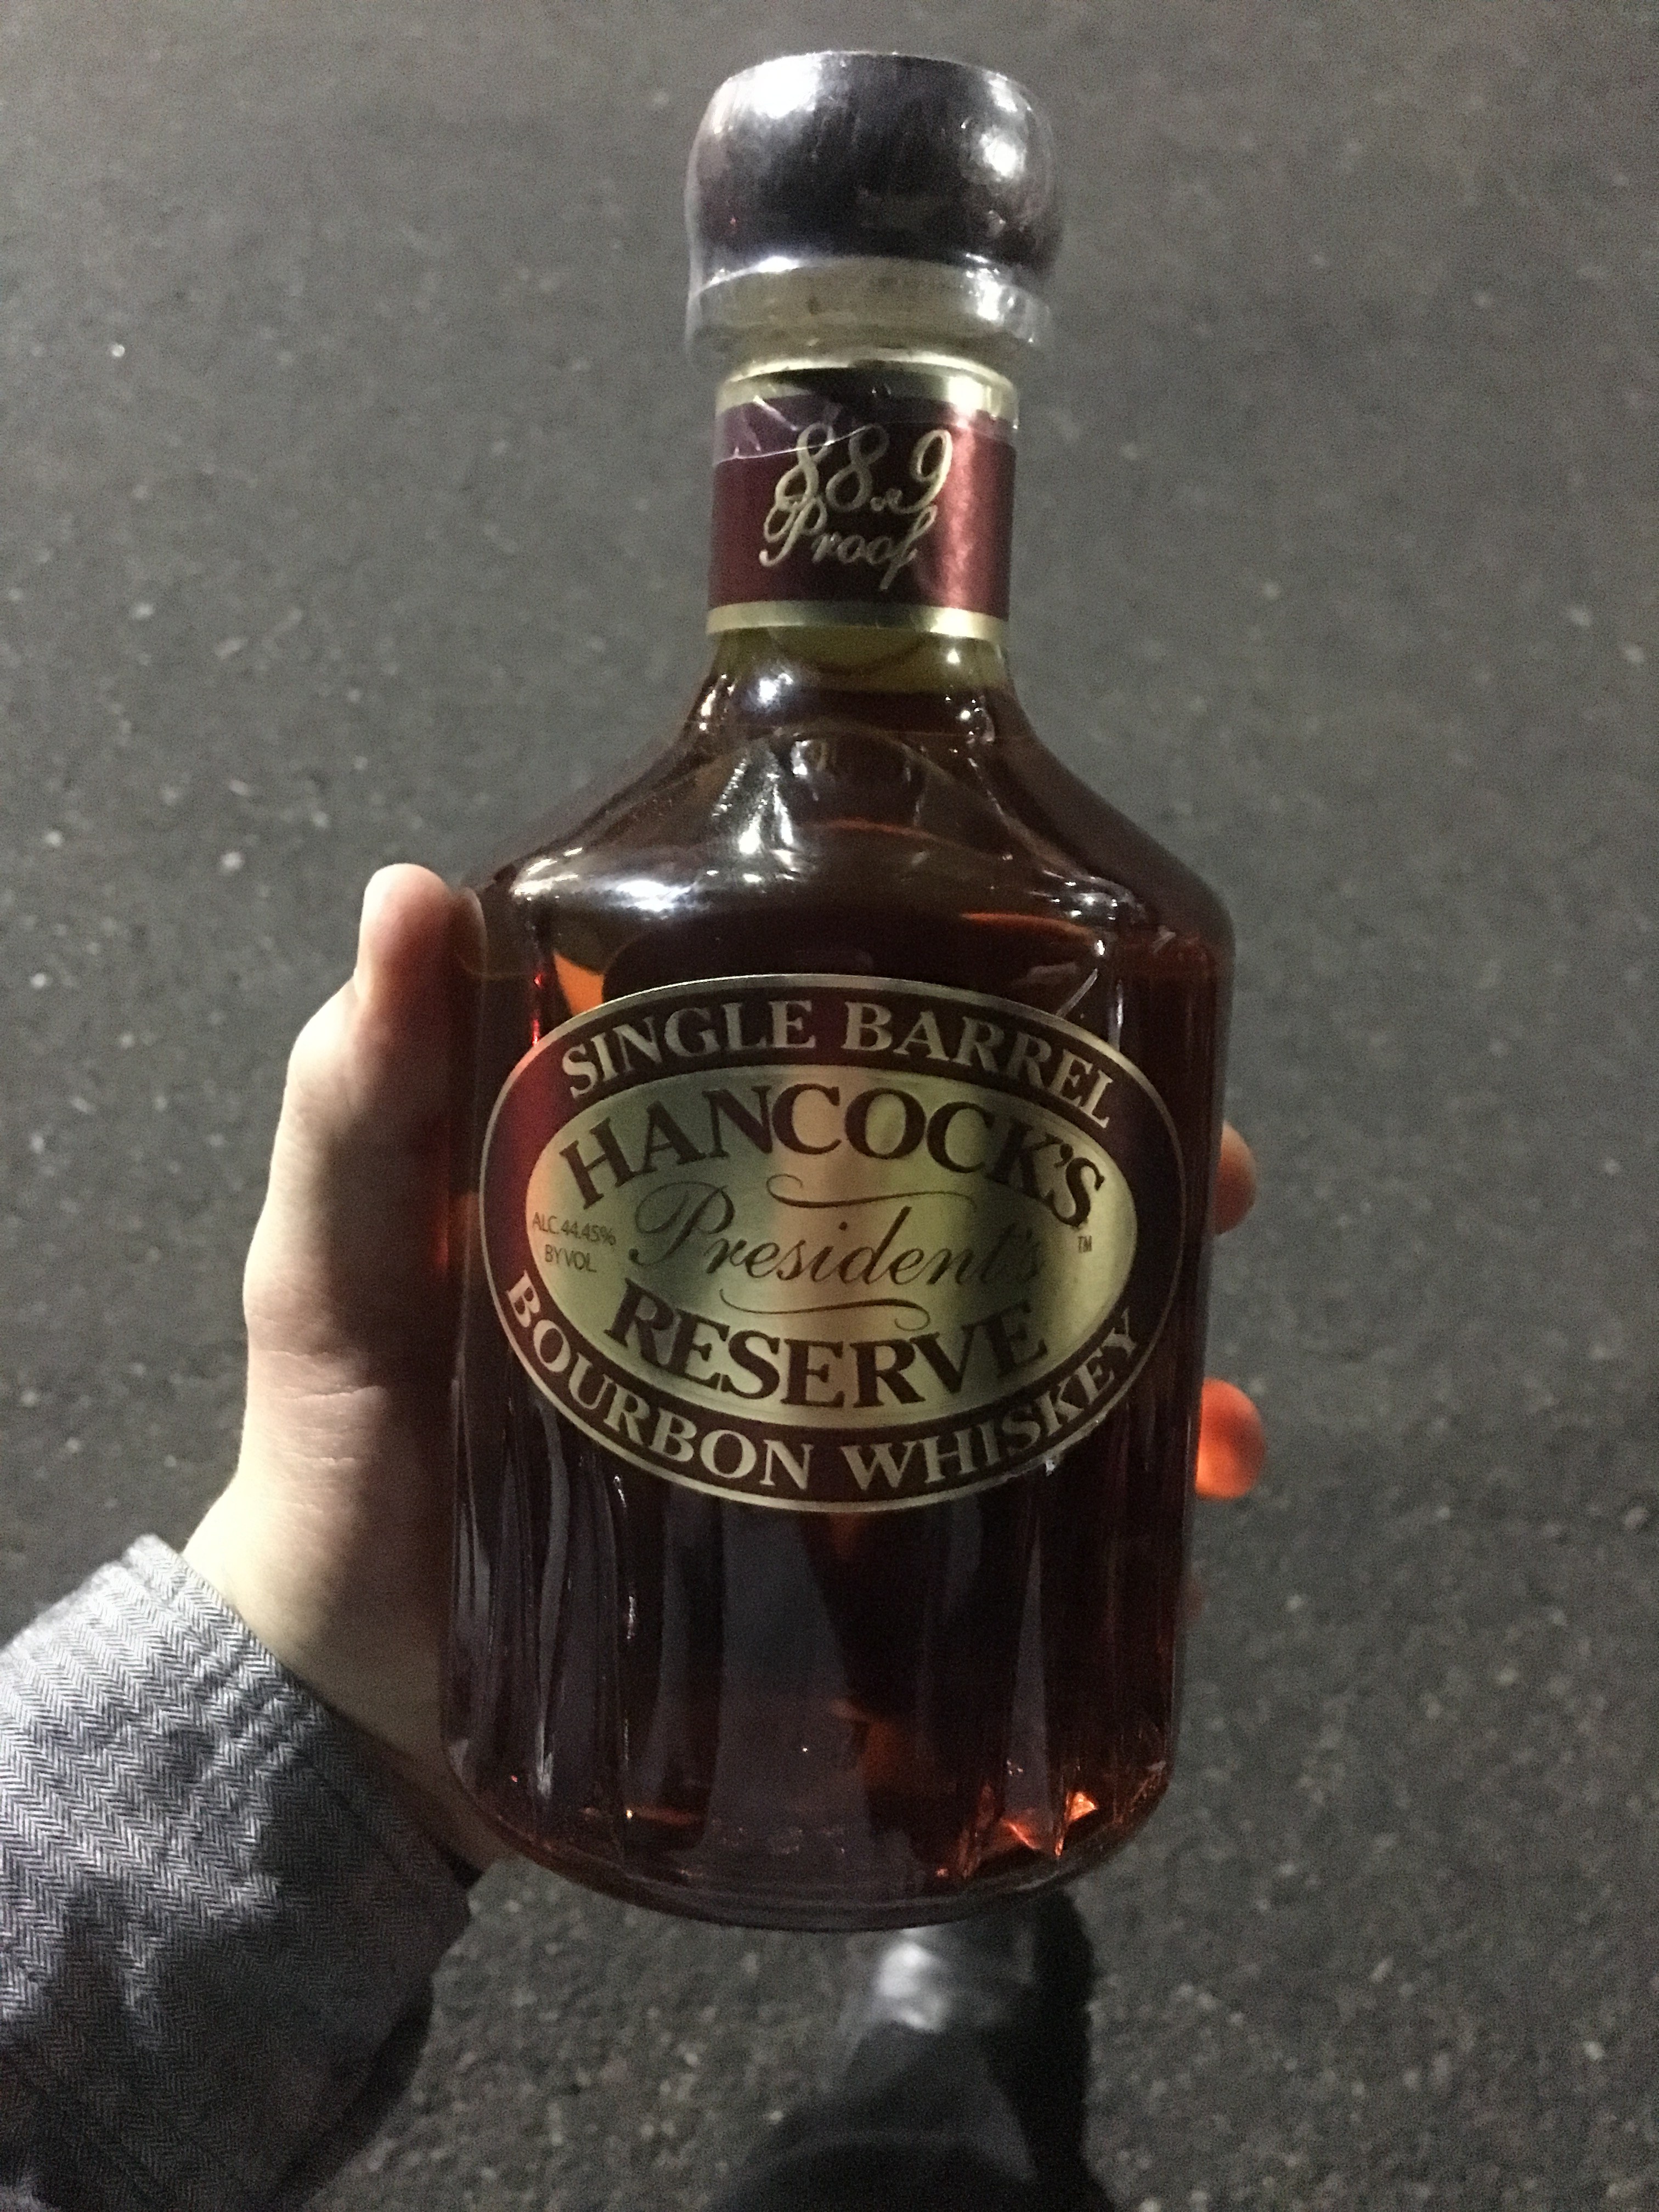 88.9
Proof
SINGLE BARREL
HANCOCK'S
President's
ALC.44.45%
BY VOL.
TM
RESERVE
BOURBON WHISKEY